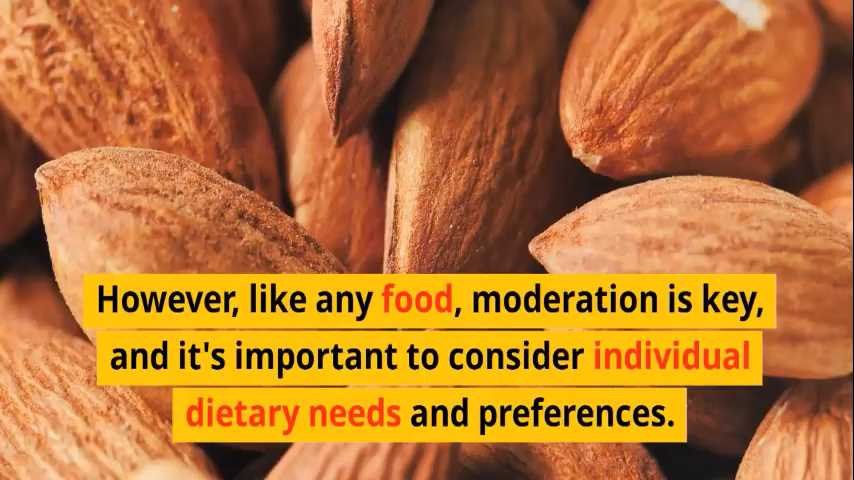 However, like any food, moderation is key,
and it's important to consider individual
dietary needs and preferences.